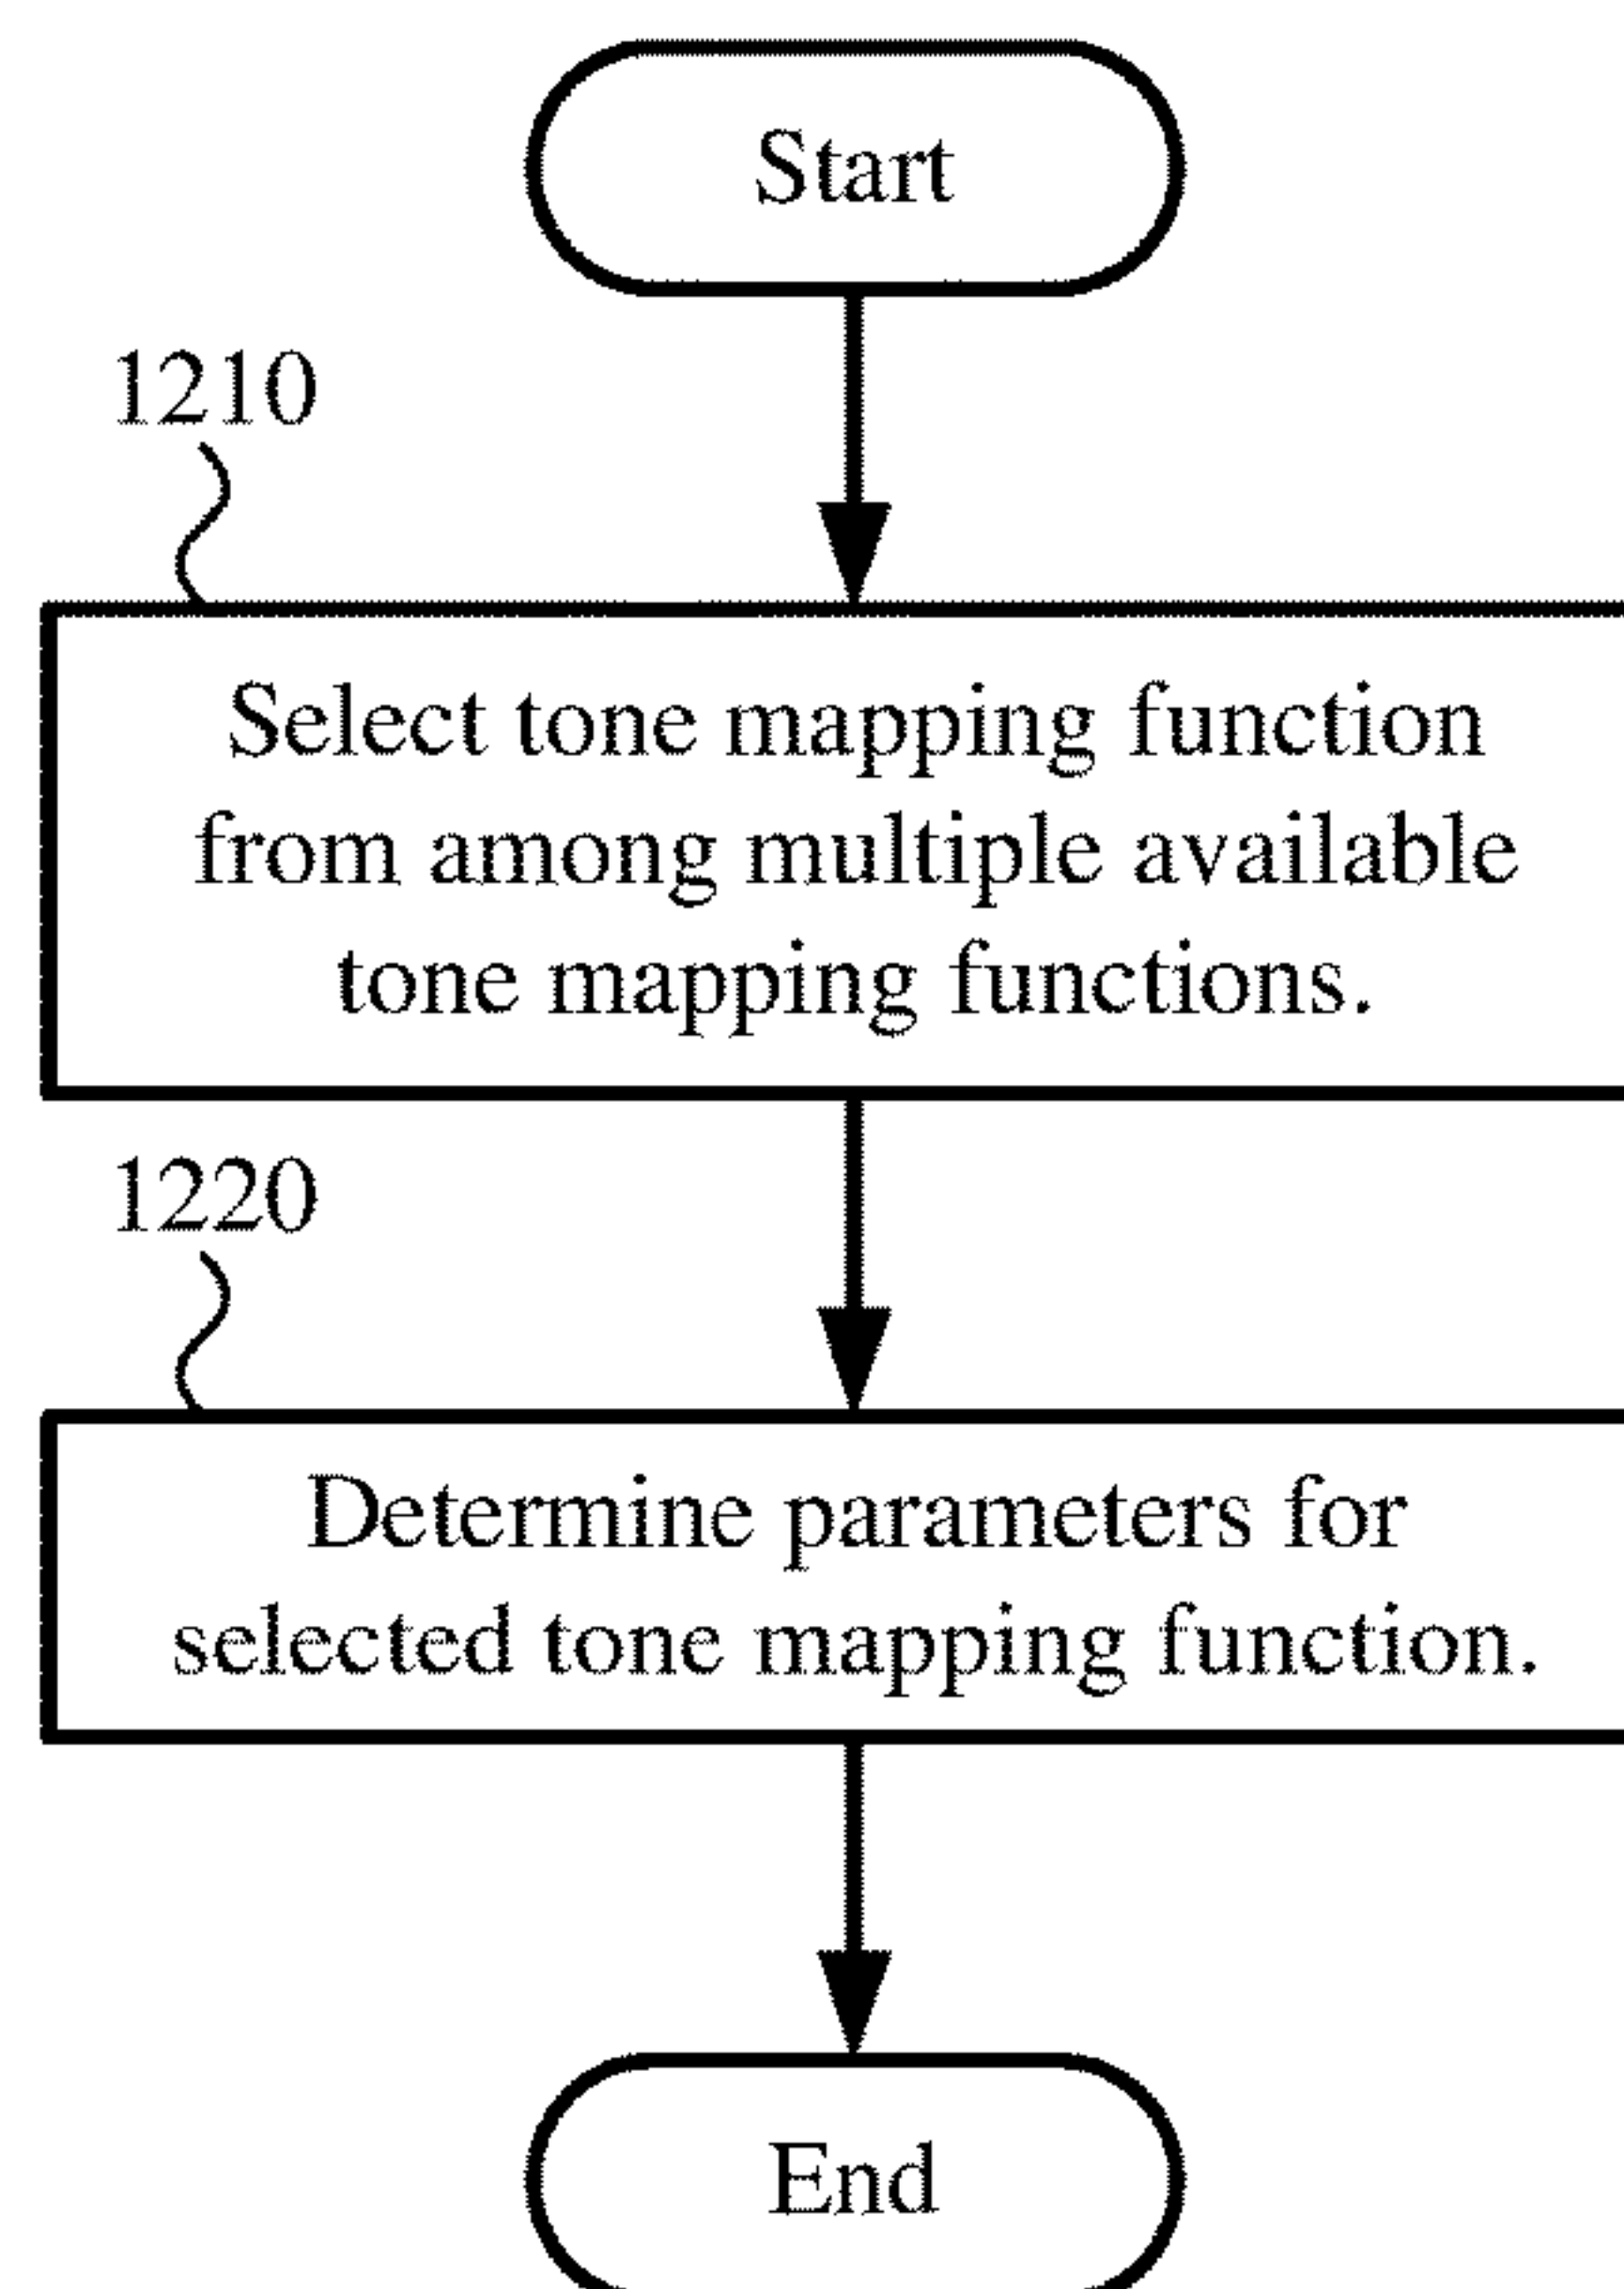 Start
1210
Select tone mapping function
from among multiple available
tone mapping functions.
1220
Determine parameters for
selected tone mapping function.
End